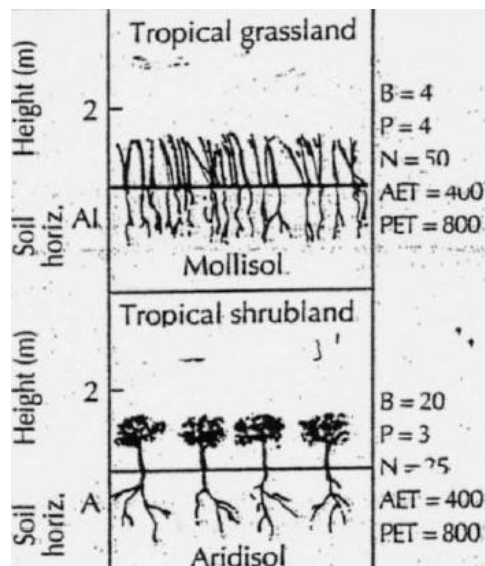 Tropical grassland
Height (m)
2
B = 4
P = 4
N = 50
AET = 400
PET = 800
Soil horiz.
A1
Mollisol
Tropical shrubland
Height (m)
2
B = 20
P = 3
N = 25
AET = 400
PET = 800
Soil horiz.
A
Aridisol